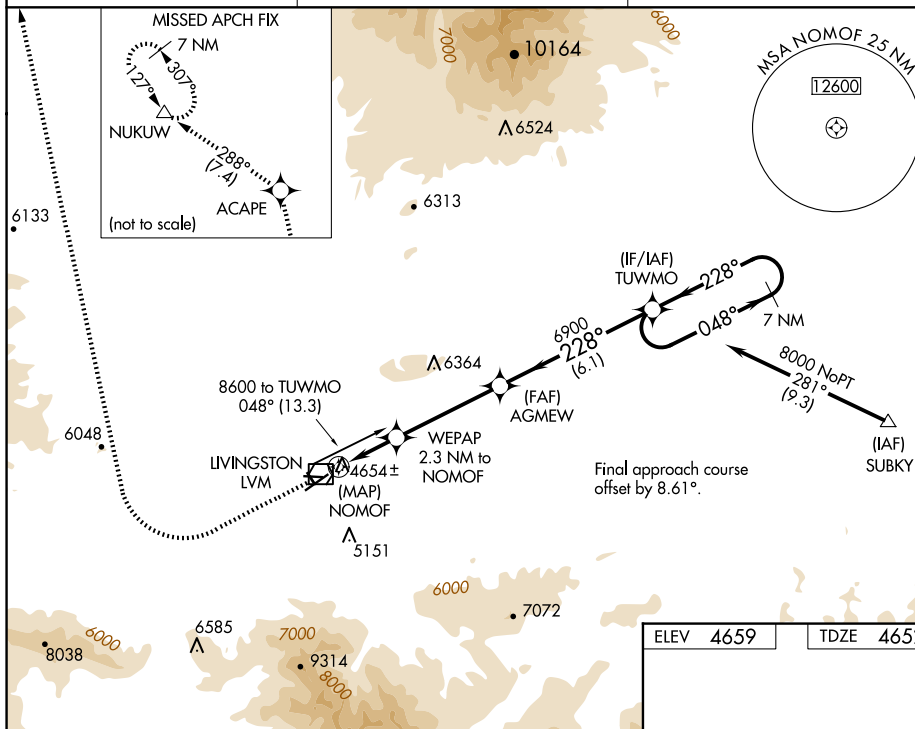 MISSED APCH FIX
7 NM
307°
127°
NUKUW
288°
(7.4)
ACAPE
(not to scale)
6133
7000
6000
10164
6524
6313
MSA NOMOF 25 NM
12600
(IF/IAF)
TUWMO
228°
048°
7 NM
6900
228°
(6.1)
8000 NoPT
281°
(9.3)
(IAF)
SUBKY
6364
(FAF)
AGMEW
8600 to TUWMO
048° (13.3)
WEPAP
2.3 NM to
NOMOF
6048
LIVINGSTON
LVM
4654±
(MAP)
NOMOF
Final approach course
offset by 8.61°.
5151
6000
7072
6585
7000
6000
8038
9314
8000
ELEV 4659
TDZE